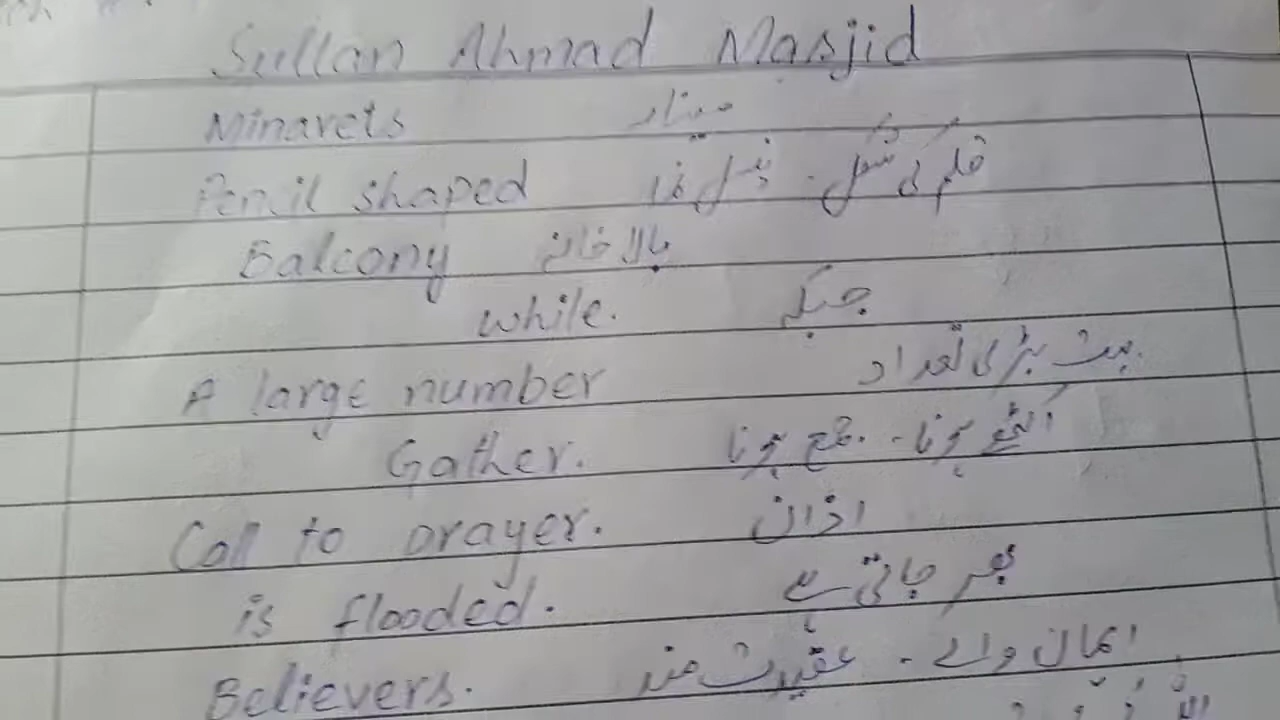 Sultan Ahmad Masjid
Minarets مینار
Pencil shaped قلم کی شکل - پنسل نما
Balcony بالاخانہ
while. جبکہ
A large number بہت بڑی تعداد
Gather. اکٹھے ہونا - جمع ہونا
Call to prayer. اذان
is flooded. بھر جاتی ہے
Believers. ایمان والے - عقیدت مند